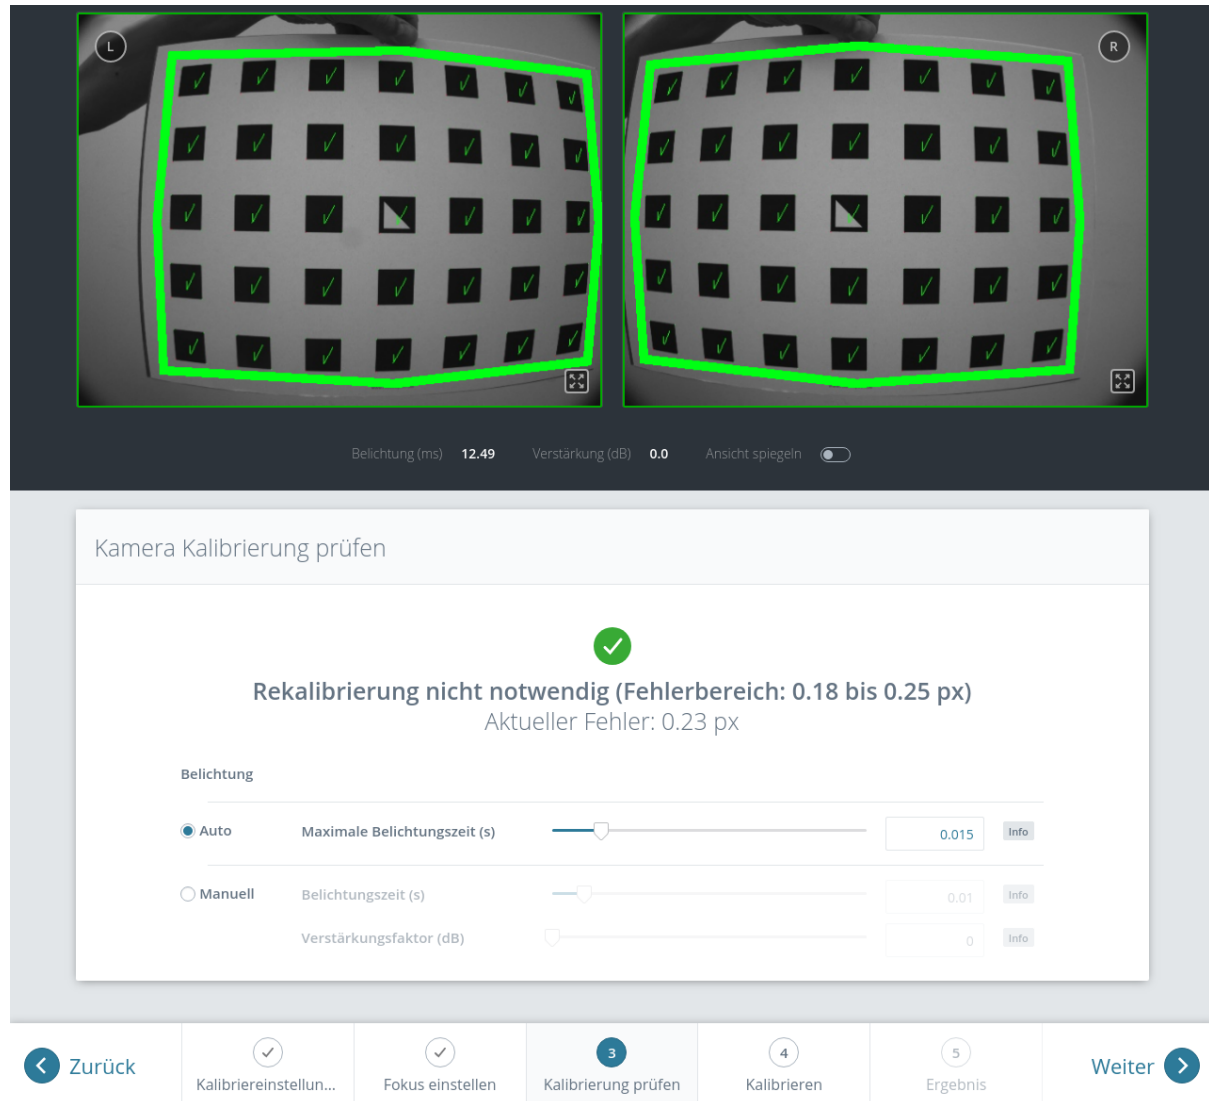 L
R
Belichtung (ms) 12.49 Verstärkung (dB) 0.0 Ansicht spiegeln
Kamera Kalibrierung prüfen
Rekalibrierung nicht notwendig (Fehlerbereich: 0.18 bis 0.25 px)
Aktueller Fehler: 0.23 px
Belichtung
Auto Maximale Belichtungszeit (s) 0.015 Info
Manuell Belichtungszeit (s) 0.01 Info
Verstärkungsfaktor (dB) 0 Info
Zurück
Kalibriereinstellun...
Fokus einstellen
3
Kalibrierung prüfen
4
Kalibrieren
5
Ergebnis
Weiter